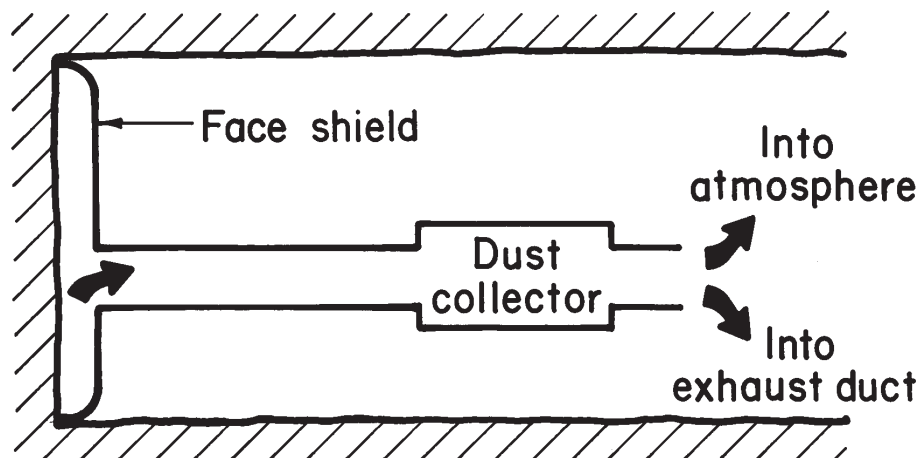 Face shield
Into
atmosphere
Dust
collector
Into
exhaust duct